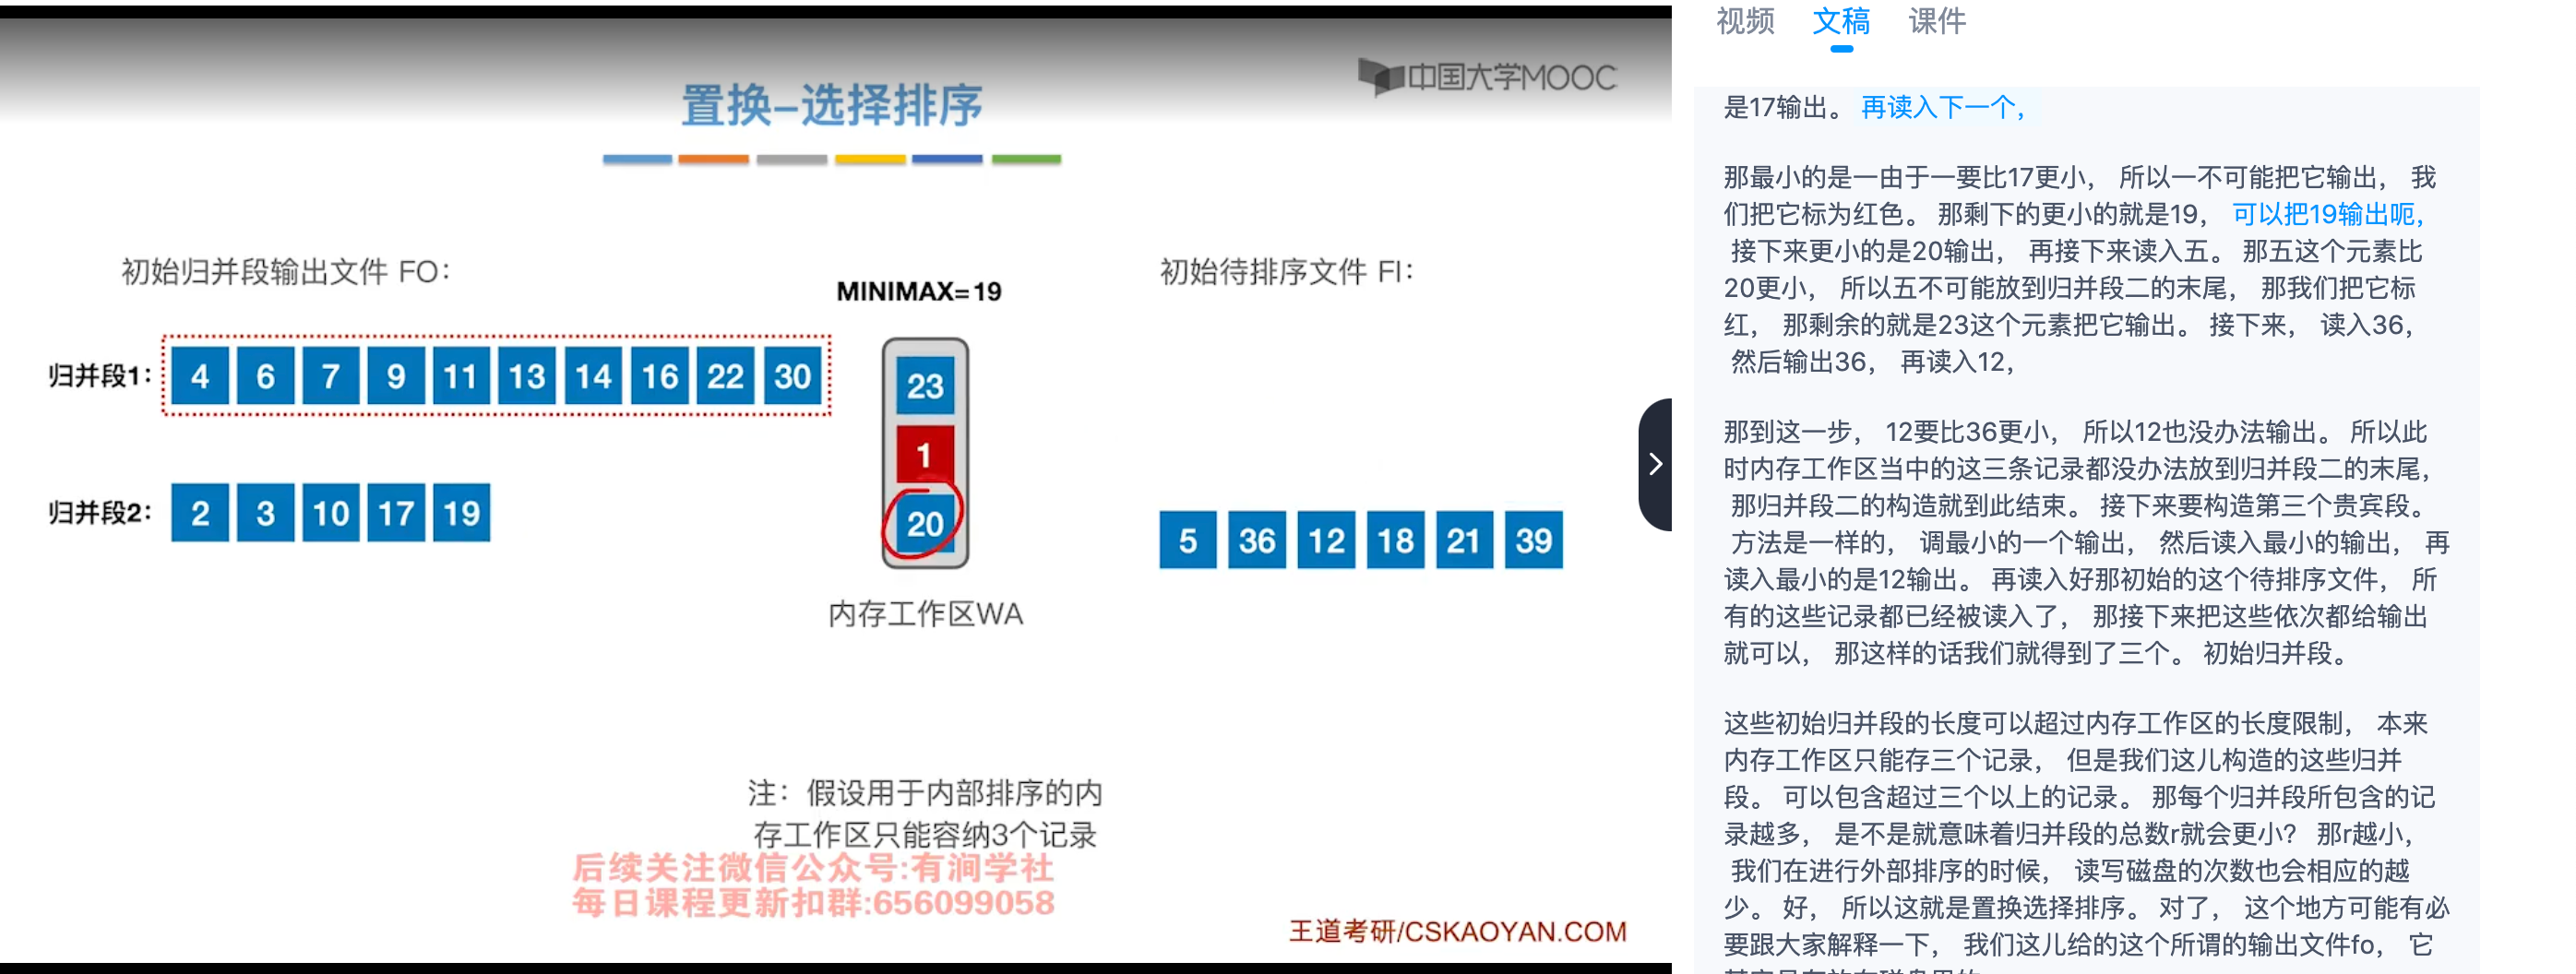 中国大学MOOC
置换–选择排序
初始归并段输出文件 FO：
MINIMAX=19
初始待排序文件 FI：
归并段1： 4 6 7 9 11 13 14 16 22 30
归并段2： 2 3 10 17 19
23
1
20
内存工作区WA
5 36 12 18 21 39
注：假设用于内部排序的内
存工作区只能容纳3个记录
后续关注微信公众号:有涧学社
每日课程更新扣群:656099058
王道考研/CSKAOYAN.COM
视频 文稿 课件
是17输出。 再读入下一个，
那最小的是一由于一要比17更小， 所以一不可能把它输出， 我
们把它标为红色。 那剩下的更小的就是19， 可以把19输出呃，
接下来更小的是20输出， 再接下来读入五。 那五这个元素比
20更小， 所以五不可能放到归并段二的末尾， 那我们把它标
红， 那剩余的就是23这个元素把它输出。 接下来， 读入36，
然后输出36， 再读入12，
那到这一步， 12要比36更小， 所以12也没办法输出。 所以此
时内存工作区当中的这三条记录都没办法放到归并段二的末尾，
那归并段二的构造就到此结束。 接下来要构造第三个贵宾段。
方法是一样的， 调最小的一个输出， 然后读入最小的输出， 再
读入最小的是12输出。 再读入好那初始的这个待排序文件， 所
有的这些记录都已经被读入了， 那接下来把这些依次都给输出
就可以， 那这样的话我们就得到了三个。 初始归并段。
这些初始归并段的长度可以超过内存工作区的长度限制， 本来
内存工作区只能存三个记录， 但是我们这儿构造的这些归并
段。 可以包含超过三个以上的记录。 那每个归并段所包含的记
录越多， 是不是就意味着归并段的总数r就会更小？ 那r越小，
我们在进行外部排序的时候， 读写磁盘的次数也会相应的越
少。 好， 所以这就是置换选择排序。 对了， 这个地方可能有必
要跟大家解释一下， 我们这儿给的这个所谓的输出文件fo， 它